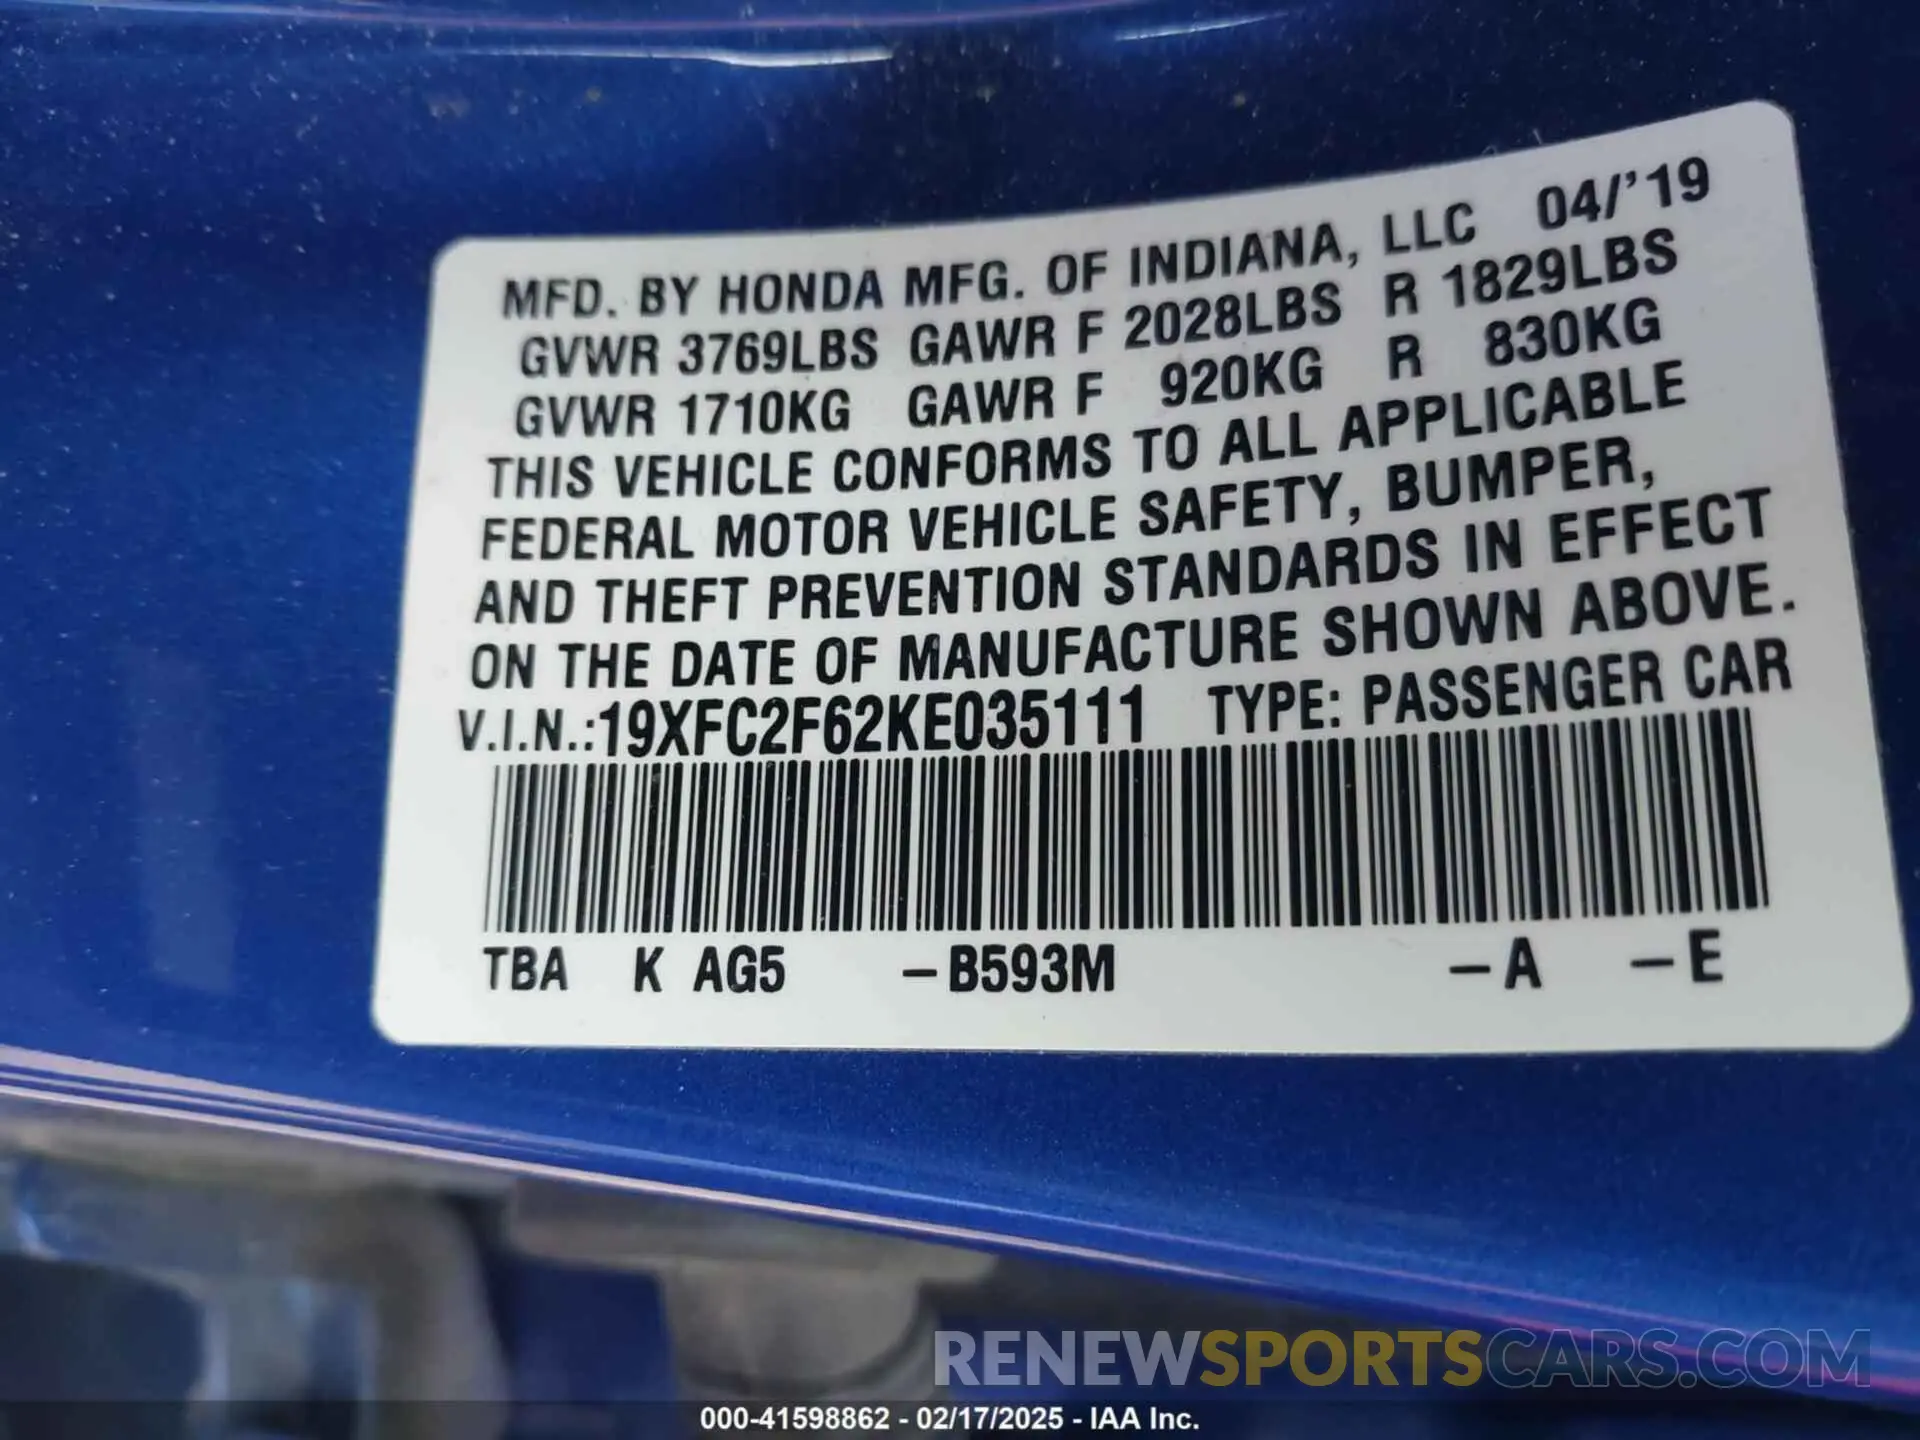 MFD. BY HONDA MFG. OF INDIANA, LLC 04/'19
GVWR 3769LBS GAWR F 2028LBS R 1829LBS
GVWR 1710KG GAWR F 920KG R 830KG
THIS VEHICLE CONFORMS TO ALL APPLICABLE
FEDERAL MOTOR VEHICLE SAFETY, BUMPER,
AND THEFT PREVENTION STANDARDS IN EFFECT
ON THE DATE OF MANUFACTURE SHOWN ABOVE.
V.I.N.:19XFC2F62KE035111 TYPE: PASSENGER CAR
TBA K AG5 –B593M –A –E
RENEWSPORTSCARS.COM
000-41598862 - 02/17/2025 - IAA Inc.